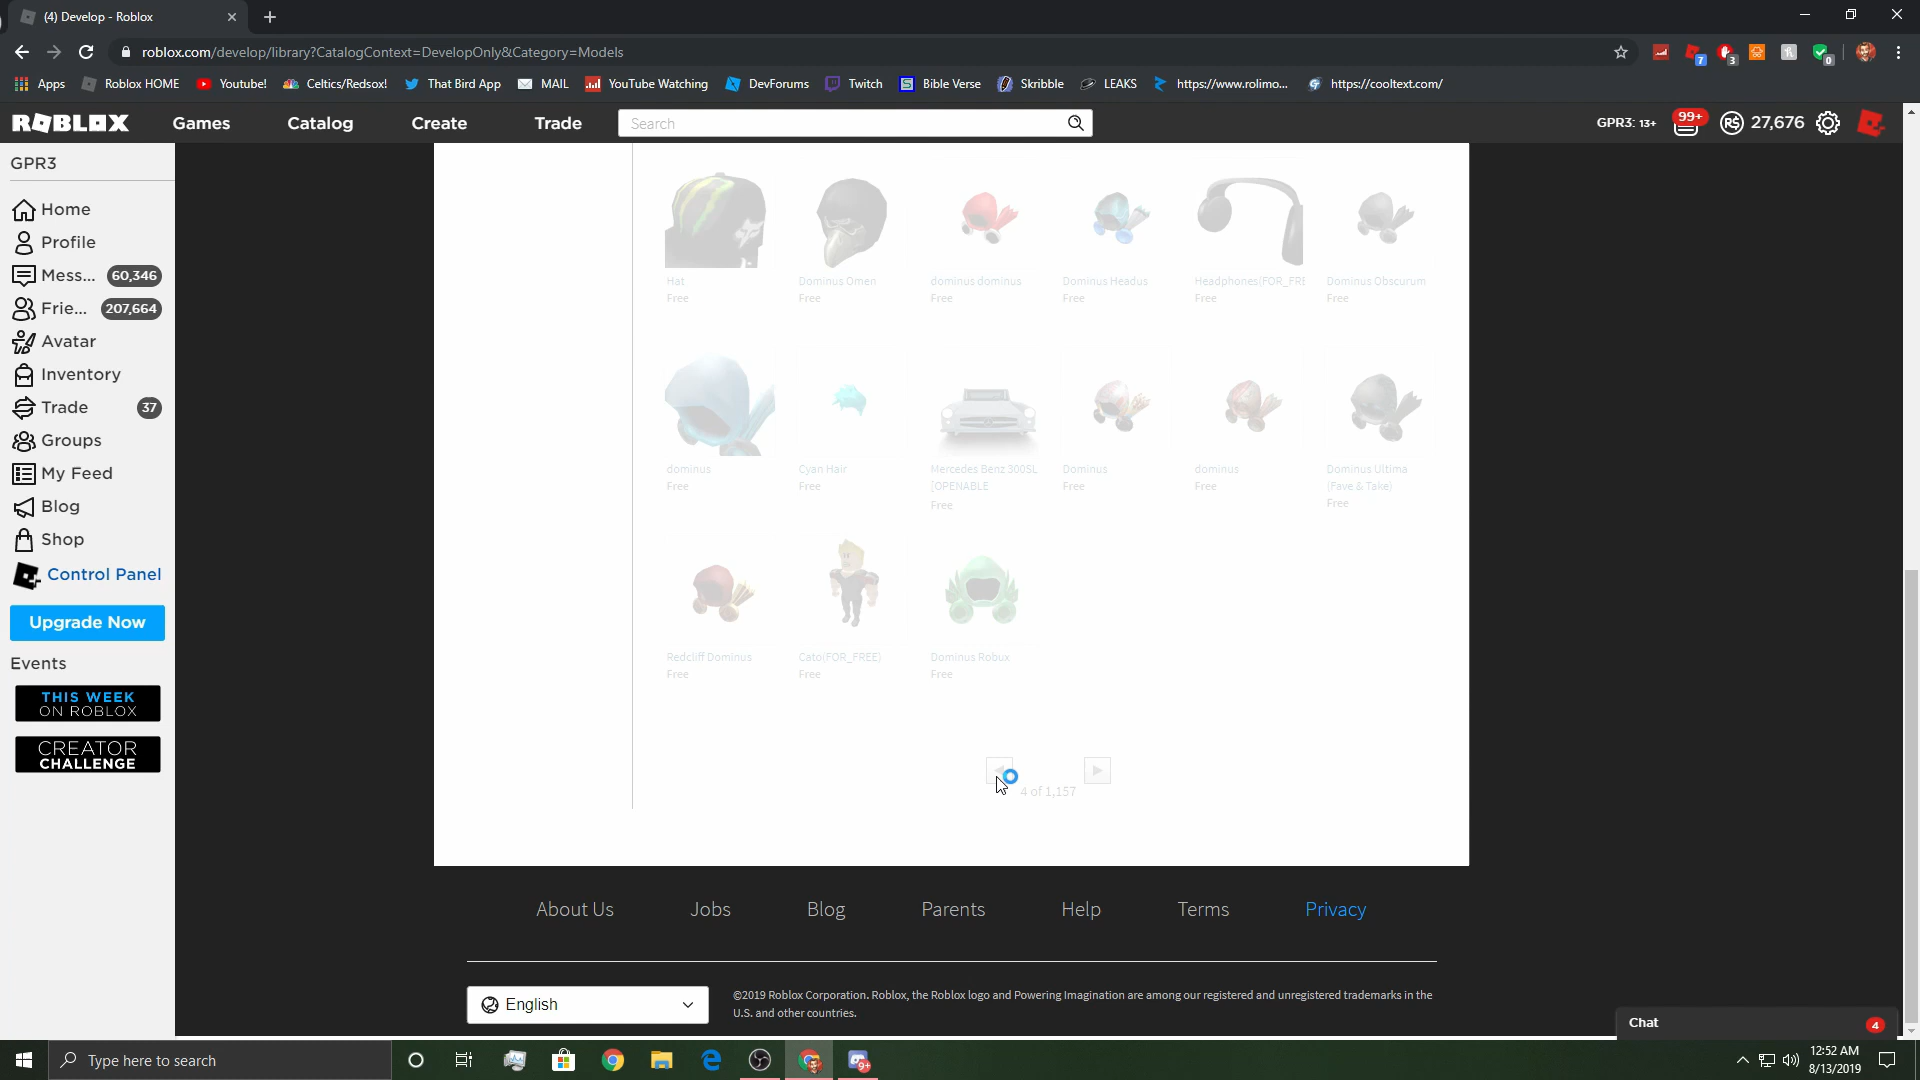 (4) Develop - Roblox
roblox.com/develop/library?CatalogContext=DevelopOnly&Category=Models
7
3
0
Apps
Roblox HOME
Youtube!
Celtics/Redsox!
That Bird App
MAIL
YouTube Watching
DevForums
Twitch
Bible Verse
Skribble
LEAKS
https://www.rolimo...
https://cooltext.com/
ROBLOX
Games
Catalog
Create
Trade
Search
GPR3: 13+
99+
R$ 27,676
GPR3
Home
Profile
Mess... 60,346
Frie... 207,664
Avatar
Inventory
Trade 37
Groups
My Feed
Blog
Shop
Control Panel
Upgrade Now
Events
THIS WEEK
ON ROBLOX
CREATOR
CHALLENGE
Hat
Free
Dominus Omen
Free
dominus dominus
Free
Dominus Headus
Free
Headphones(FOR_FRE
Free
Dominus Obscurum
Free
dominus
Free
Cyan Hair
Free
Mercedes Benz 300SL
[OPENABLE
Free
Dominus
Free
dominus
Free
Dominus Ultima
(Fave & Take)
Free
Redcliff Dominus
Free
Cato(FOR_FREE)
Free
Dominus Robux
Free
4 of 1,157
About Us
Jobs
Blog
Parents
Help
Terms
Privacy
English
©2019 Roblox Corporation. Roblox, the Roblox logo and Powering Imagination are among our registered and unregistered trademarks in the
U.S. and other countries.
Chat
4
Type here to search
9+
12:52 AM
8/13/2019